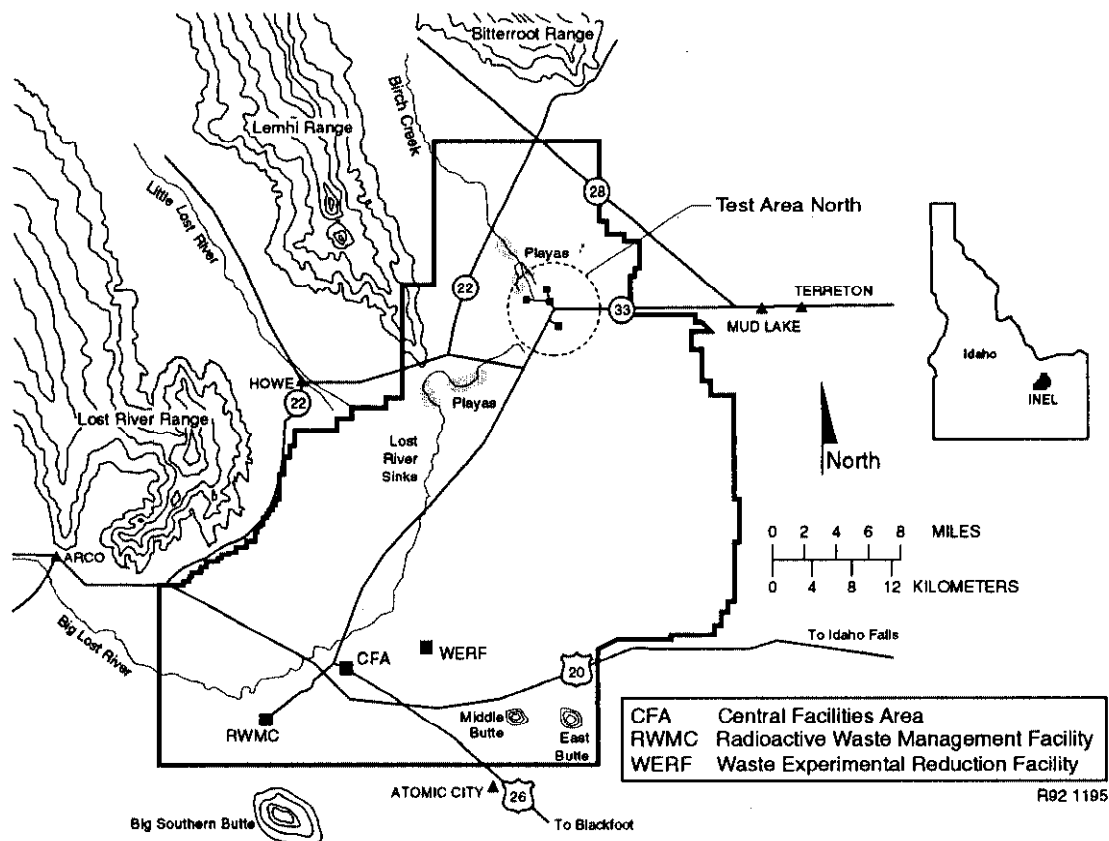 Bitterroot Range
Birch Creek
Lemhi Range
Little Lost River
28
Test Area North
Playas
22
33
TERRETON
MUD LAKE
Idaho
INEL
HOWE
22
Playas
Lost River Range
Lost
River
Sinks
North
0 2 4 6 8 MILES
0 4 8 12 KILOMETERS
ARCO
Big Lost River
To Idaho Falls
WERF
CFA
20
RWMC
Middle
Butte
East
Butte
CFA Central Facilities Area
RWMC Radioactive Waste Management Facility
WERF Waste Experimental Reduction Facility
R92 1195
ATOMIC CITY
26
To Blackfoot
Big Southern Butte